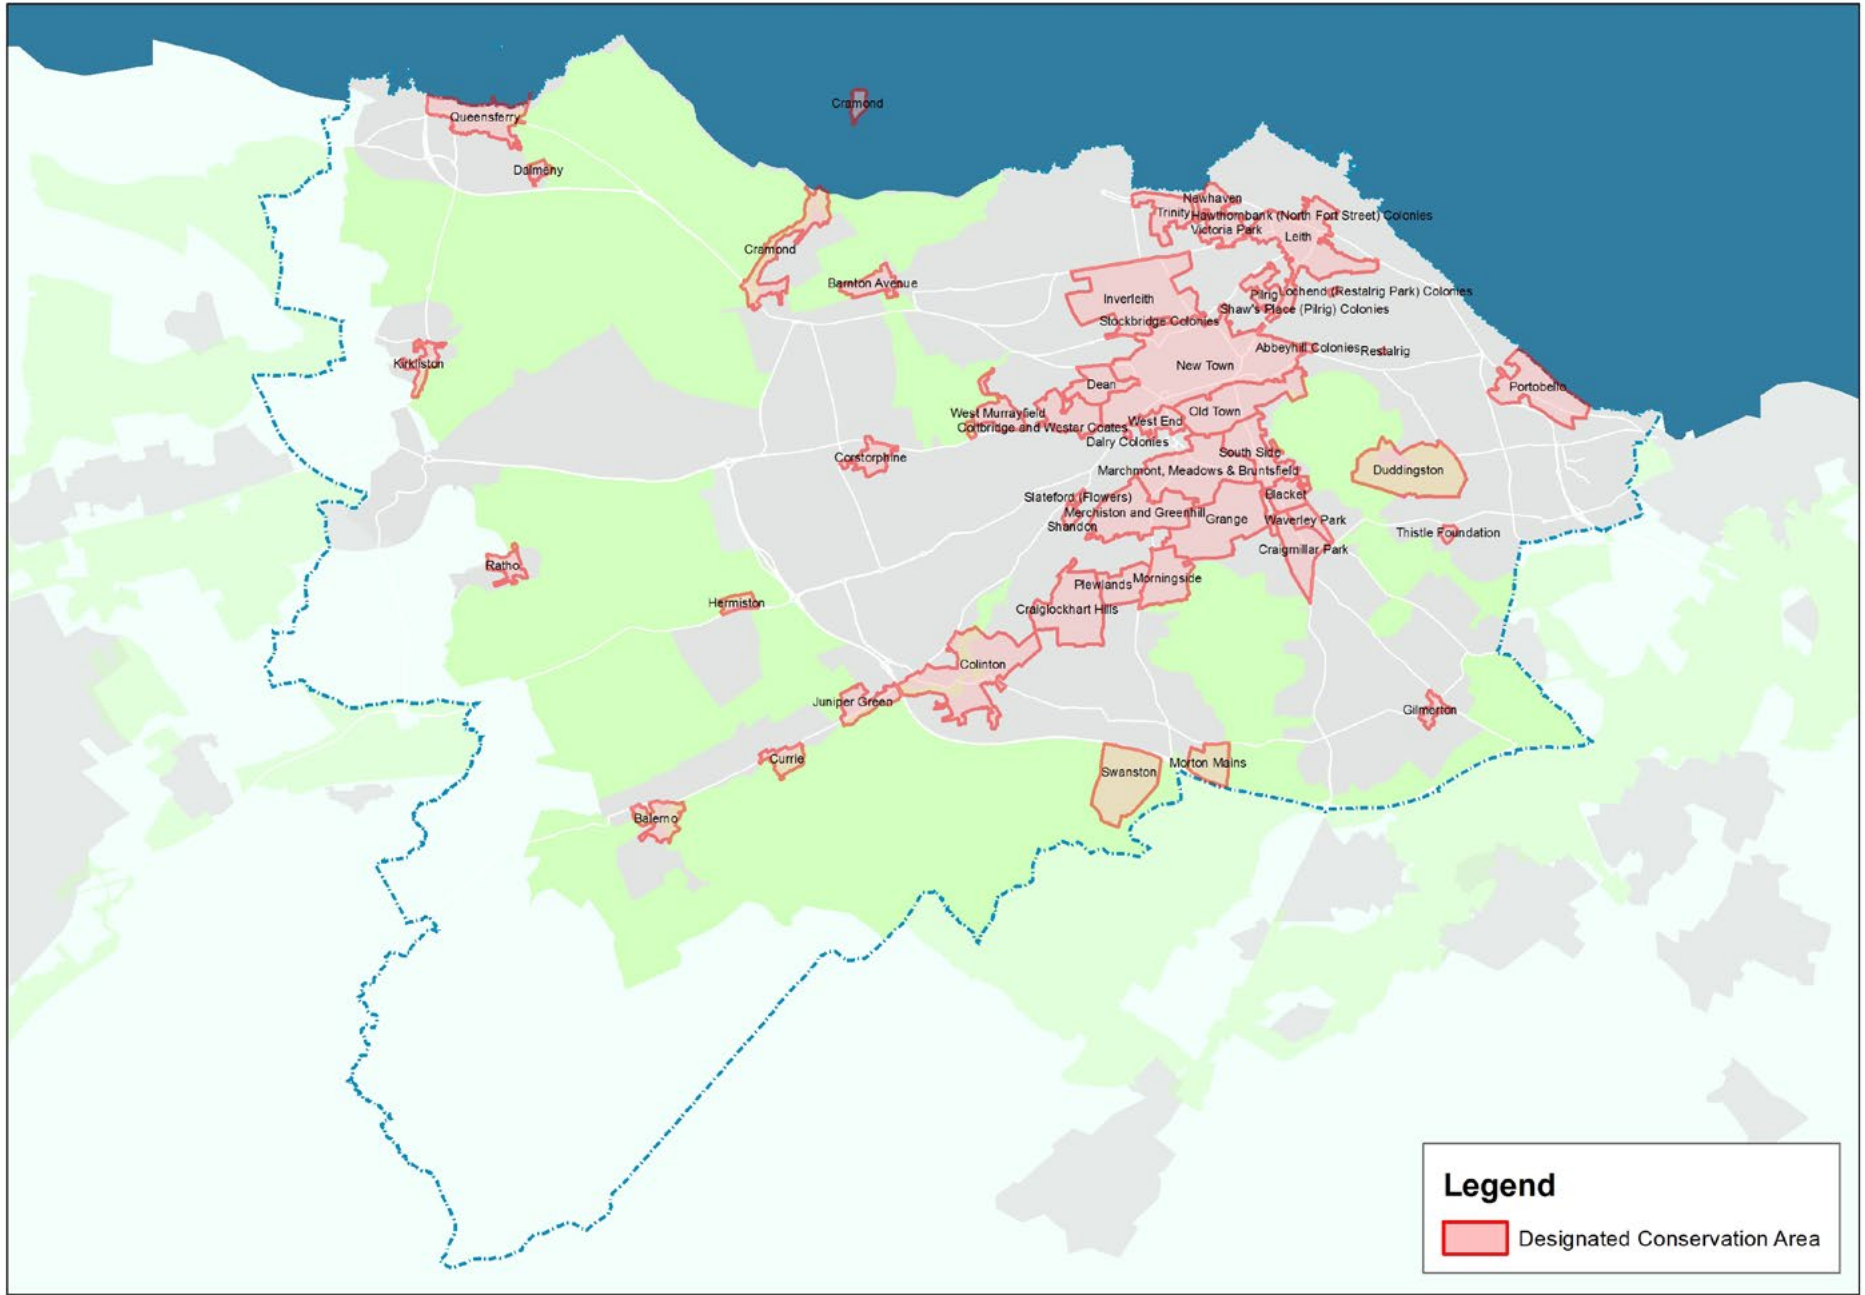 Cramond
Queensferry
Dalmeny
Newhaven
Trinity
Hawthornbank (North Fort Street) Colonies
Victoria Park
Leith
Cramond
Barnton Avenue
Inverleith
Pilrig
Lochend (Restalrig Park) Colonies
Shaw's Place (Pilrig) Colonies
Stockbridge Colonies
Abbeyhill Colonies
Restalrig
Kirkliston
New Town
Dean
Portobello
West Murrayfield
Old Town
West End
Coltbridge and Wester Coates
Dalry Colonies
Corstorphine
South Side
Marchmont, Meadows & Bruntsfield
Duddingston
Slateford (Flowers)
Blacket
Merchiston and Greenhill
Grange
Waverley Park
Shandon
Thistle Foundation
Craigmillar Park
Ratho
Plewlands
Morningside
Hermiston
Craiglockhart Hills
Colinton
Juniper Green
Gilmerton
Currie
Swanston
Morton Mains
Balerno
Legend
Designated Conservation Area